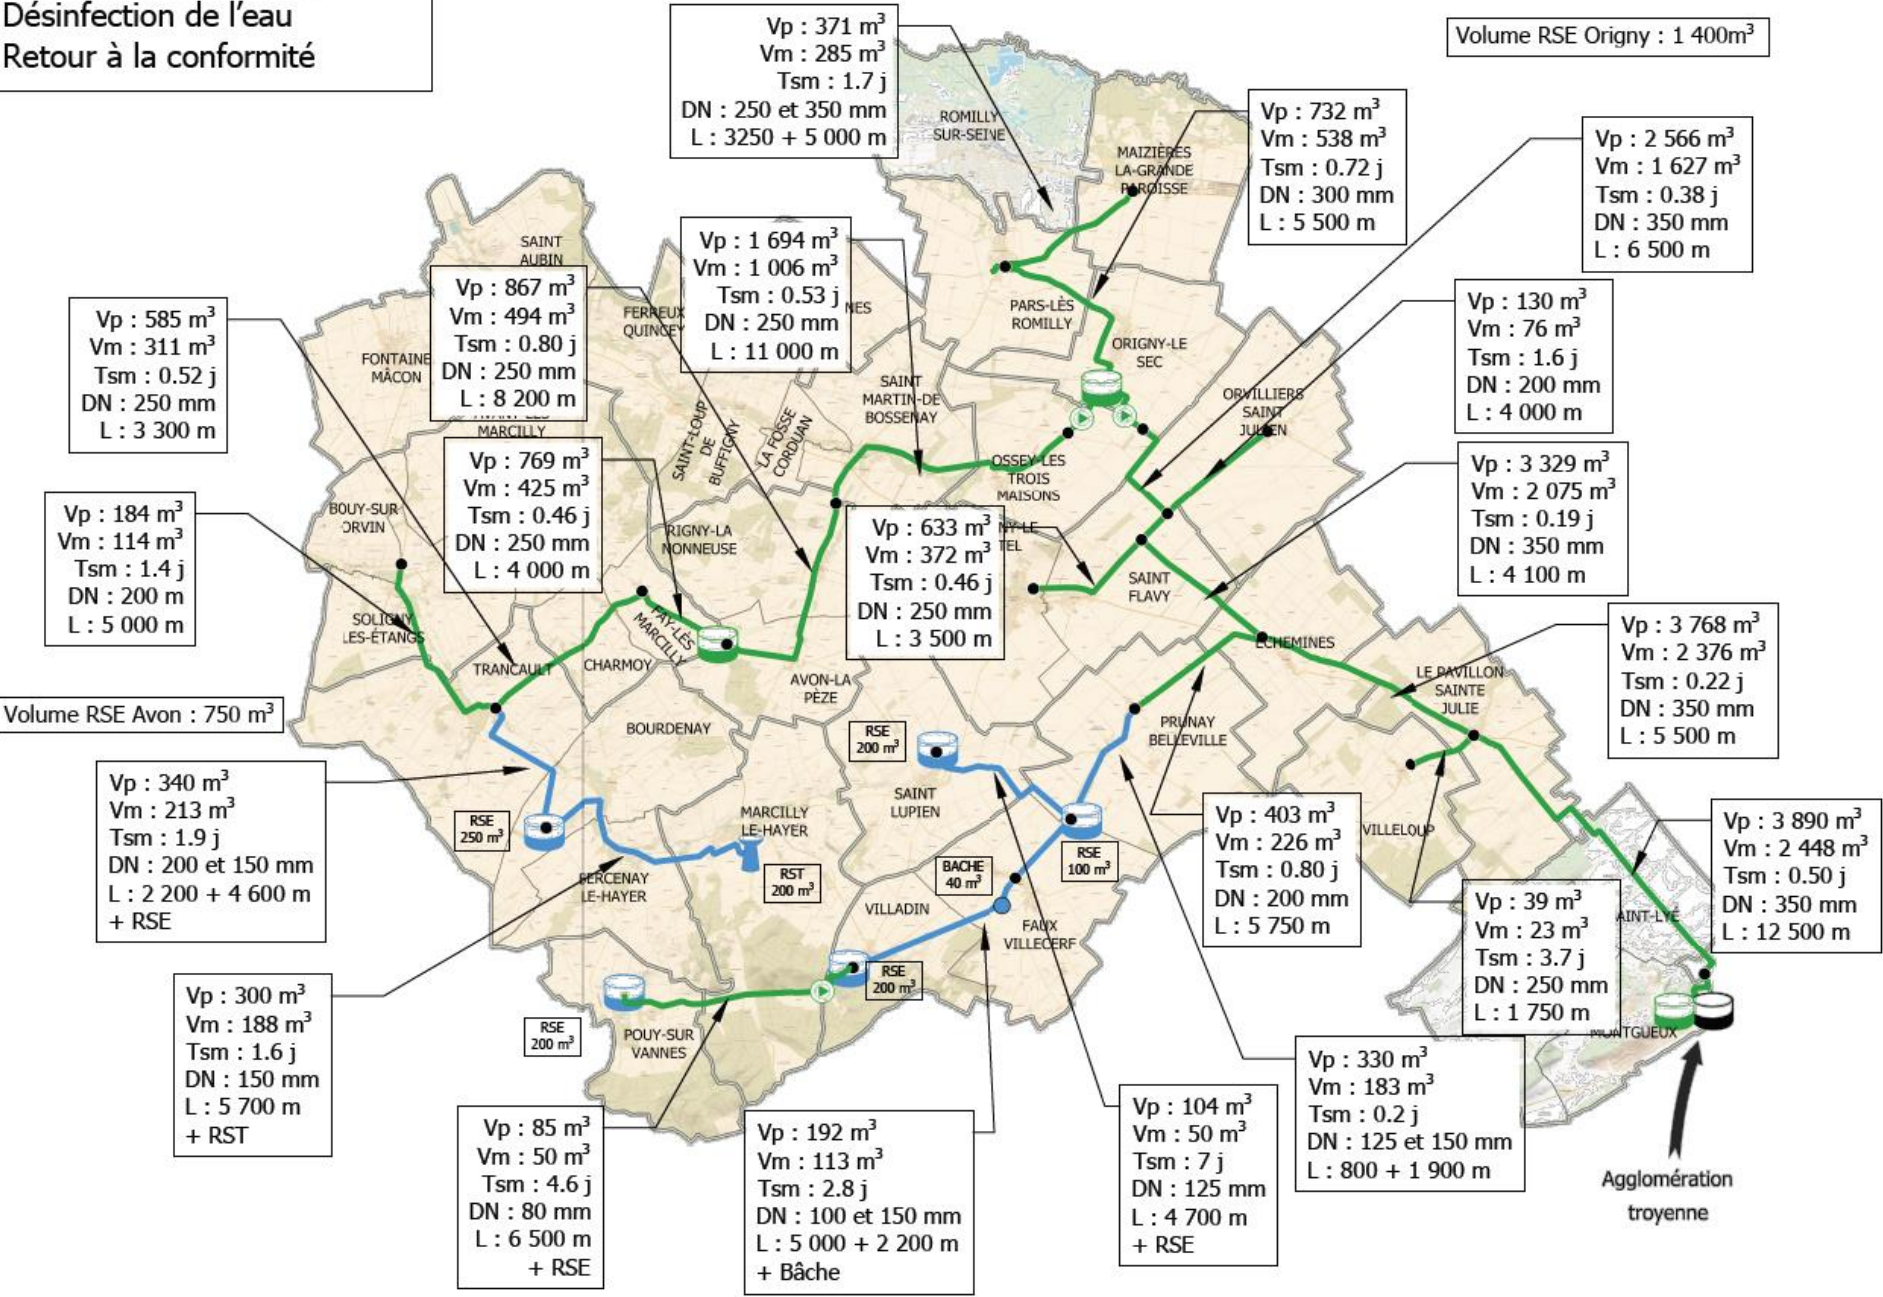 Désinfection de l'eau
Retour à la conformité
Vp : 371 m³
Vm : 285 m³
Tsm : 1.7 j
DN : 250 et 350 mm
L : 3250 + 5 000 m
Volume RSE Origny : 1 400m³
Vp : 732 m³
Vm : 538 m³
Tsm : 0.72 j
DN : 300 mm
L : 5 500 m
Vp : 2 566 m³
Vm : 1 627 m³
Tsm : 0.38 j
DN : 350 mm
L : 6 500 m
ROMILLY
SUR-SEINE
MAIZIÈRES
LA-GRANDE
PAROISSE
SAINT
AUBIN
Vp : 1 694 m³
Vm : 1 006 m³
Tsm : 0.53 j
DN : 250 mm
L : 11 000 m
NES
Vp : 867 m³
Vm : 494 m³
Tsm : 0.80 j
DN : 250 mm
L : 8 200 m
FERREUX
QUINCEY
PARS-LÈS
ROMILLY
ORIGNY-LE
SEC
Vp : 130 m³
Vm : 76 m³
Tsm : 1.6 j
DN : 200 mm
L : 4 000 m
Vp : 585 m³
Vm : 311 m³
Tsm : 0.52 j
DN : 250 mm
L : 3 300 m
FONTAINE
MÂCON
MARCILLY
SAINT
MARTIN-DE
BOSSENAY
ORVILLIERS
SAINT
JULIEN
SAINT-LOUP
DE
BUFFIGNY
LA FOSSE
CORDUAN
Vp : 769 m³
Vm : 425 m³
Tsm : 0.46 j
DN : 250 mm
L : 4 000 m
OSSEY-LES
TROIS
MAISONS
Vp : 3 329 m³
Vm : 2 075 m³
Tsm : 0.19 j
DN : 350 mm
L : 4 100 m
Vp : 184 m³
Vm : 114 m³
Tsm : 1.4 j
DN : 200 m
L : 5 000 m
BOUY-SUR
ORVIN
RIGNY-LA
NONNEUSE
Vp : 633 m³
Vm : 372 m³
Tsm : 0.46 j
DN : 250 mm
L : 3 500 m
NY-LE
TEL
SAINT
FLAVY
SOLIGNY
LES-ÉTANGS
TRANCAULT
CHARMOY
FAY-LÈS
MARCILLY
AVON-LA
PÈZE
ECHEMINES
LE PAVILLON
SAINTE
JULIE
Vp : 3 768 m³
Vm : 2 376 m³
Tsm : 0.22 j
DN : 350 mm
L : 5 500 m
Volume RSE Avon : 750 m³
BOURDENAY
RSE
200 m³
PRUNAY
BELLEVILLE
Vp : 340 m³
Vm : 213 m³
Tsm : 1.9 j
DN : 200 et 150 mm
L : 2 200 + 4 600 m
+ RSE
RSE
250 m³
MARCILLY
LE-HAYER
SAINT
LUPIEN
RSE
100 m³
Vp : 403 m³
Vm : 226 m³
Tsm : 0.80 j
DN : 200 mm
L : 5 750 m
VILLELOUP
Vp : 3 890 m³
Vm : 2 448 m³
Tsm : 0.50 j
DN : 350 mm
L : 12 500 m
BERCENAY
LE-HAYER
RST
200 m³
BACHE
40 m³
VILLADIN
FAUX
VILLECERF
Vp : 39 m³
Vm : 23 m³
Tsm : 3.7 j
DN : 250 mm
L : 1 750 m
AINT-LYÉ
MONTGUEUX
Vp : 300 m³
Vm : 188 m³
Tsm : 1.6 j
DN : 150 mm
L : 5 700 m
+ RST
RSE
200 m³
RSE
200 m³
POUY-SUR
VANNES
Vp : 330 m³
Vm : 183 m³
Tsm : 0.2 j
DN : 125 et 150 mm
L : 800 + 1 900 m
Vp : 85 m³
Vm : 50 m³
Tsm : 4.6 j
DN : 80 mm
L : 6 500 m
+ RSE
Vp : 192 m³
Vm : 113 m³
Tsm : 2.8 j
DN : 100 et 150 mm
L : 5 000 + 2 200 m
+ Bâche
Vp : 104 m³
Vm : 50 m³
Tsm : 7 j
DN : 125 mm
L : 4 700 m
+ RSE
Agglomération
troyenne